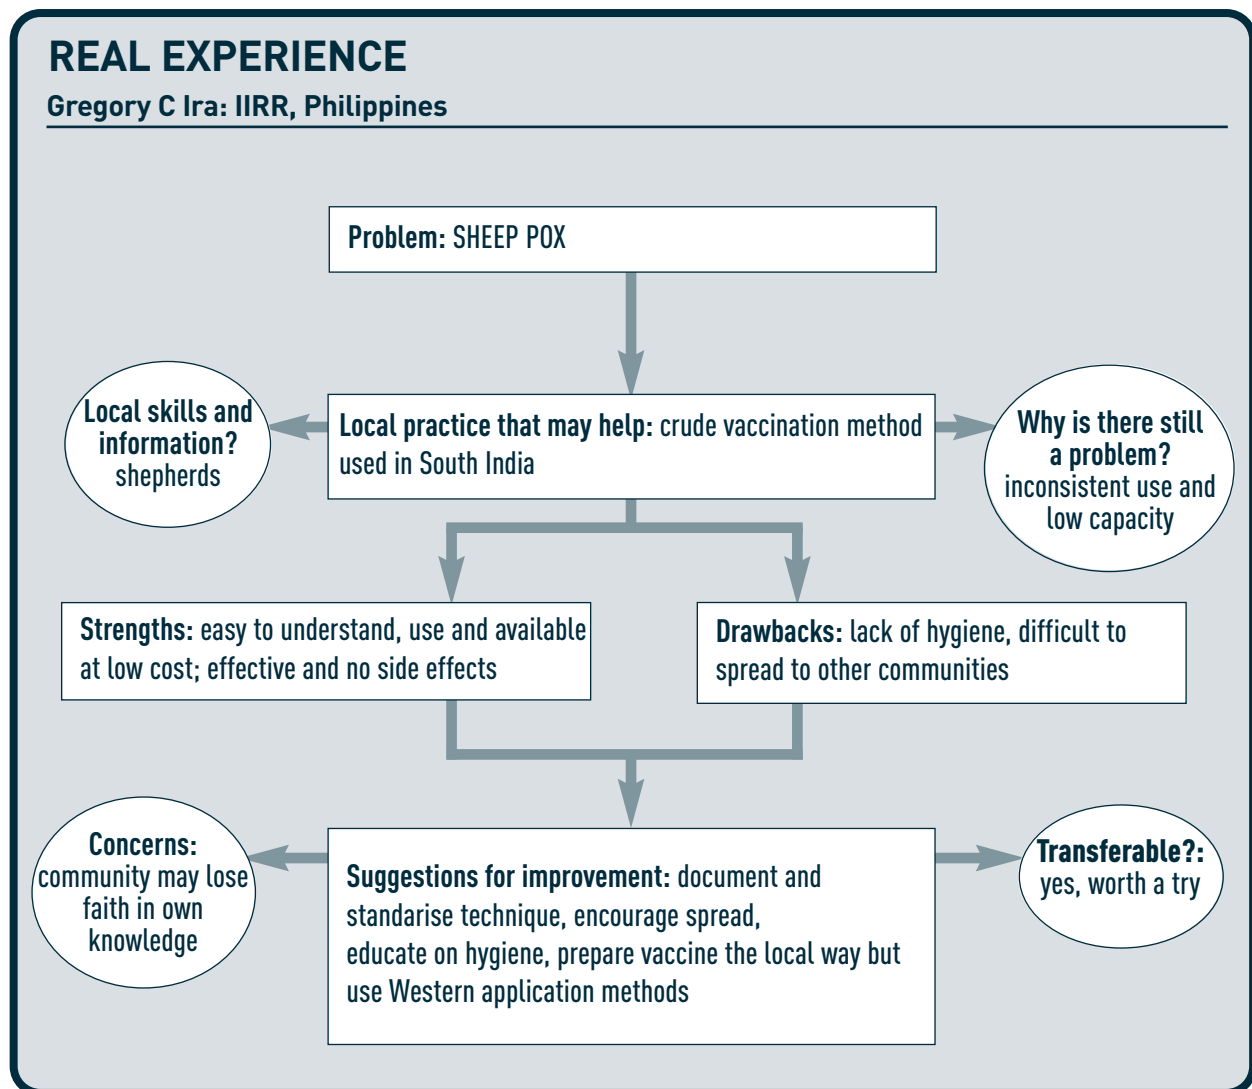 REAL EXPERIENCE
Gregory C Ira: IIRR, Philippines
Problem: SHEEP POX
Local skills and
information?
shepherds
Local practice that may help: crude vaccination method
used in South India
Why is there still
a problem?
inconsistent use and
low capacity
Strengths: easy to understand, use and available
at low cost; effective and no side effects
Drawbacks: lack of hygiene, difficult to
spread to other communities
Concerns:
community may lose
faith in own
knowledge
Suggestions for improvement: document and
standarise technique, encourage spread,
educate on hygiene, prepare vaccine the local way but
use Western application methods
Transferable?:
yes, worth a try